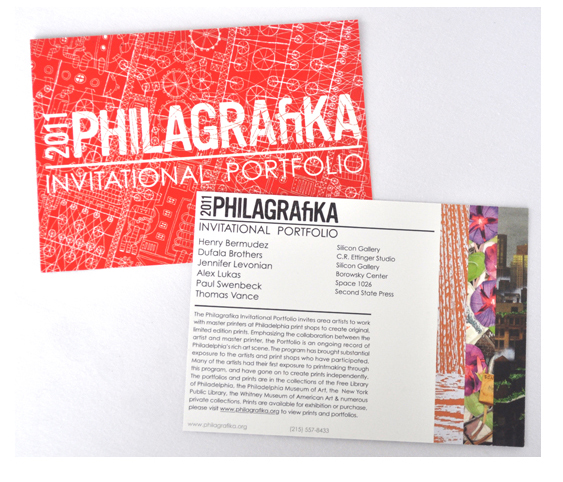 2011 PHILAGRAfiKA
INVITATIONAL PORTFOLIO
2011 PHILAGRAfiKA
INVITATIONAL PORTFOLIO
Henry Bermudez Silicon Gallery
Dufala Brothers C.R. Ettinger Studio
Jennifer Levonian Silicon Gallery
Alex Lukas Borowsky Center
Paul Swenbeck Space 1026
Thomas Vance Second State Press
The Philagrafika Invitational Portfolio invites area artists to work
with master printers at Philadelphia print shops to create original,
limited edition prints. Emphasizing the collaboration between the
artist and master printer, the Portfolio is an ongoing record of
Philadelphia's rich art scene. The program has brought substantial
exposure to the artists and print shops who have participated.
Many of the artists had their first exposure to printmaking through
this program, and have gone on to create prints independently.
The portfolios and prints are in the collections of the Free Library
of Philadelphia, the Philadelphia Museum of Art, the New York
Public Library, the Whitney Museum of American Art & numerous
private collections. Prints are available for exhibition or purchase,
please visit www.philagrafika.org to view prints and portfolios.
www.philagrafika.org (215) 557-8433